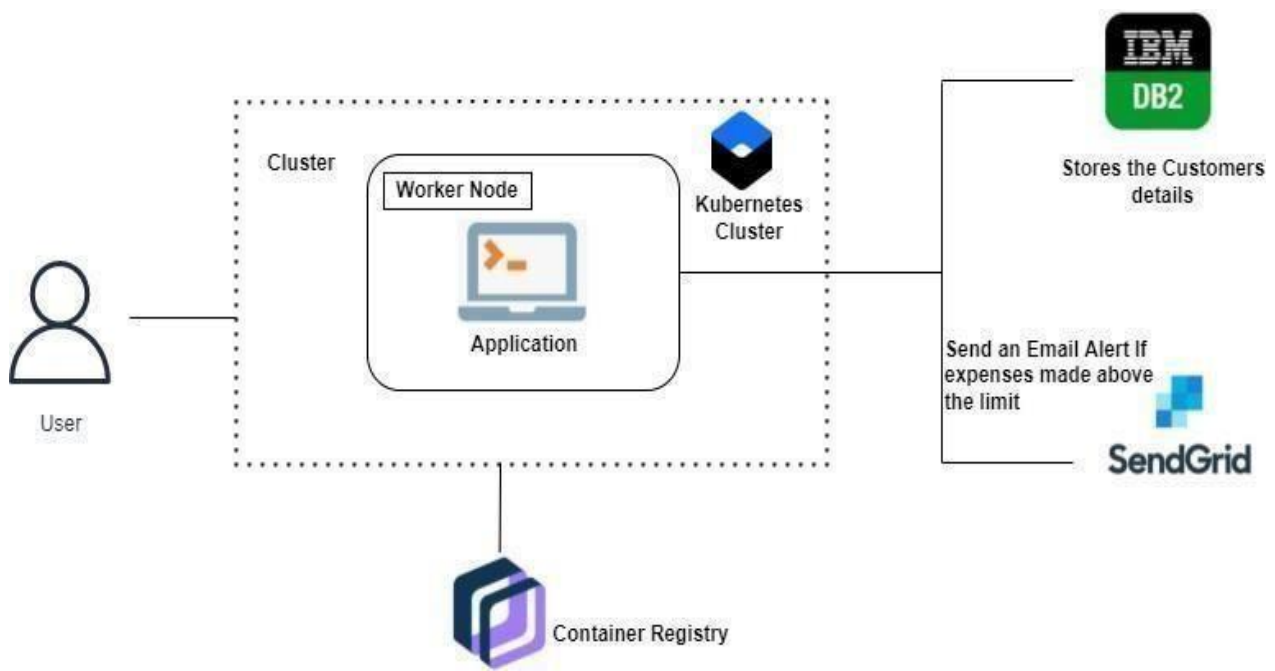 IBM
DB2
Stores the Customers
details
Cluster
Worker Node
Kubernetes
Cluster
Application
User
Send an Email Alert If
expenses made above
the limit
SendGrid
Container Registry